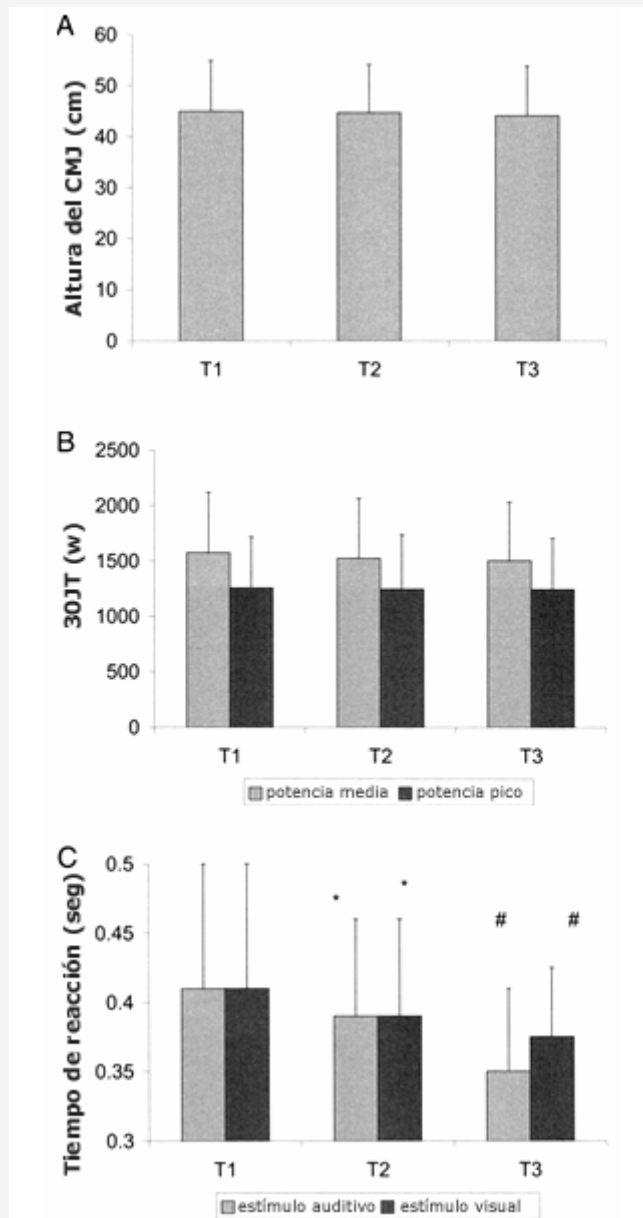 A
Altura del CMJ (cm)
60
50
40
30
20
10
0
T1 T2 T3
B
30JT (w)
2500
2000
1500
1000
500
0
T1 T2 T3
potencia media potencia pico
C
Tiempo de reacción (seg)
0.5
0.45
0.4
0.35
0.3
* * # #
T1 T2 T3
estímulo auditivo estímulo visual